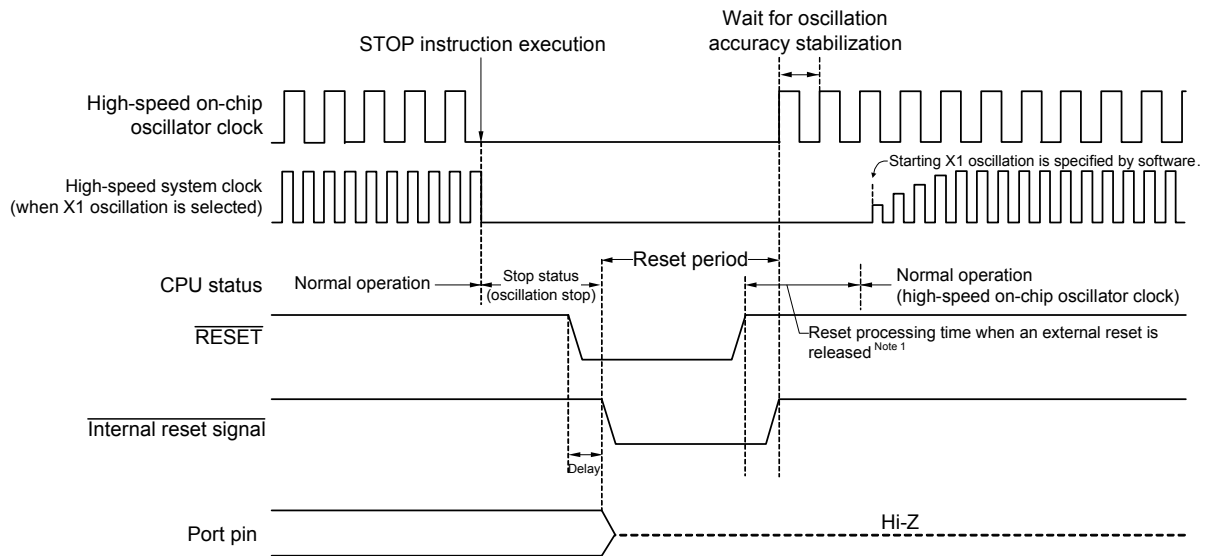 Wait for oscillation
accuracy stabilization
STOP instruction execution
High-speed on-chip
oscillator clock
Starting X1 oscillation is specified by software.
High-speed system clock
(when X1 oscillation is selected)
Reset period
CPU status
Normal operation
Stop status
(oscillation stop)
Normal operation
(high-speed on-chip oscillator clock)
RESET
Reset processing time when an external reset is
released Note 1
Internal reset signal
Delay
Port pin
Hi-Z